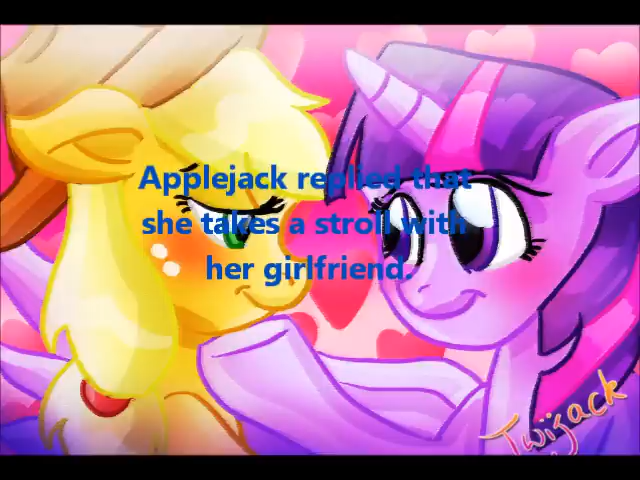 Applejack replied that
she takes a stroll with
her girlfriend.
Twijack